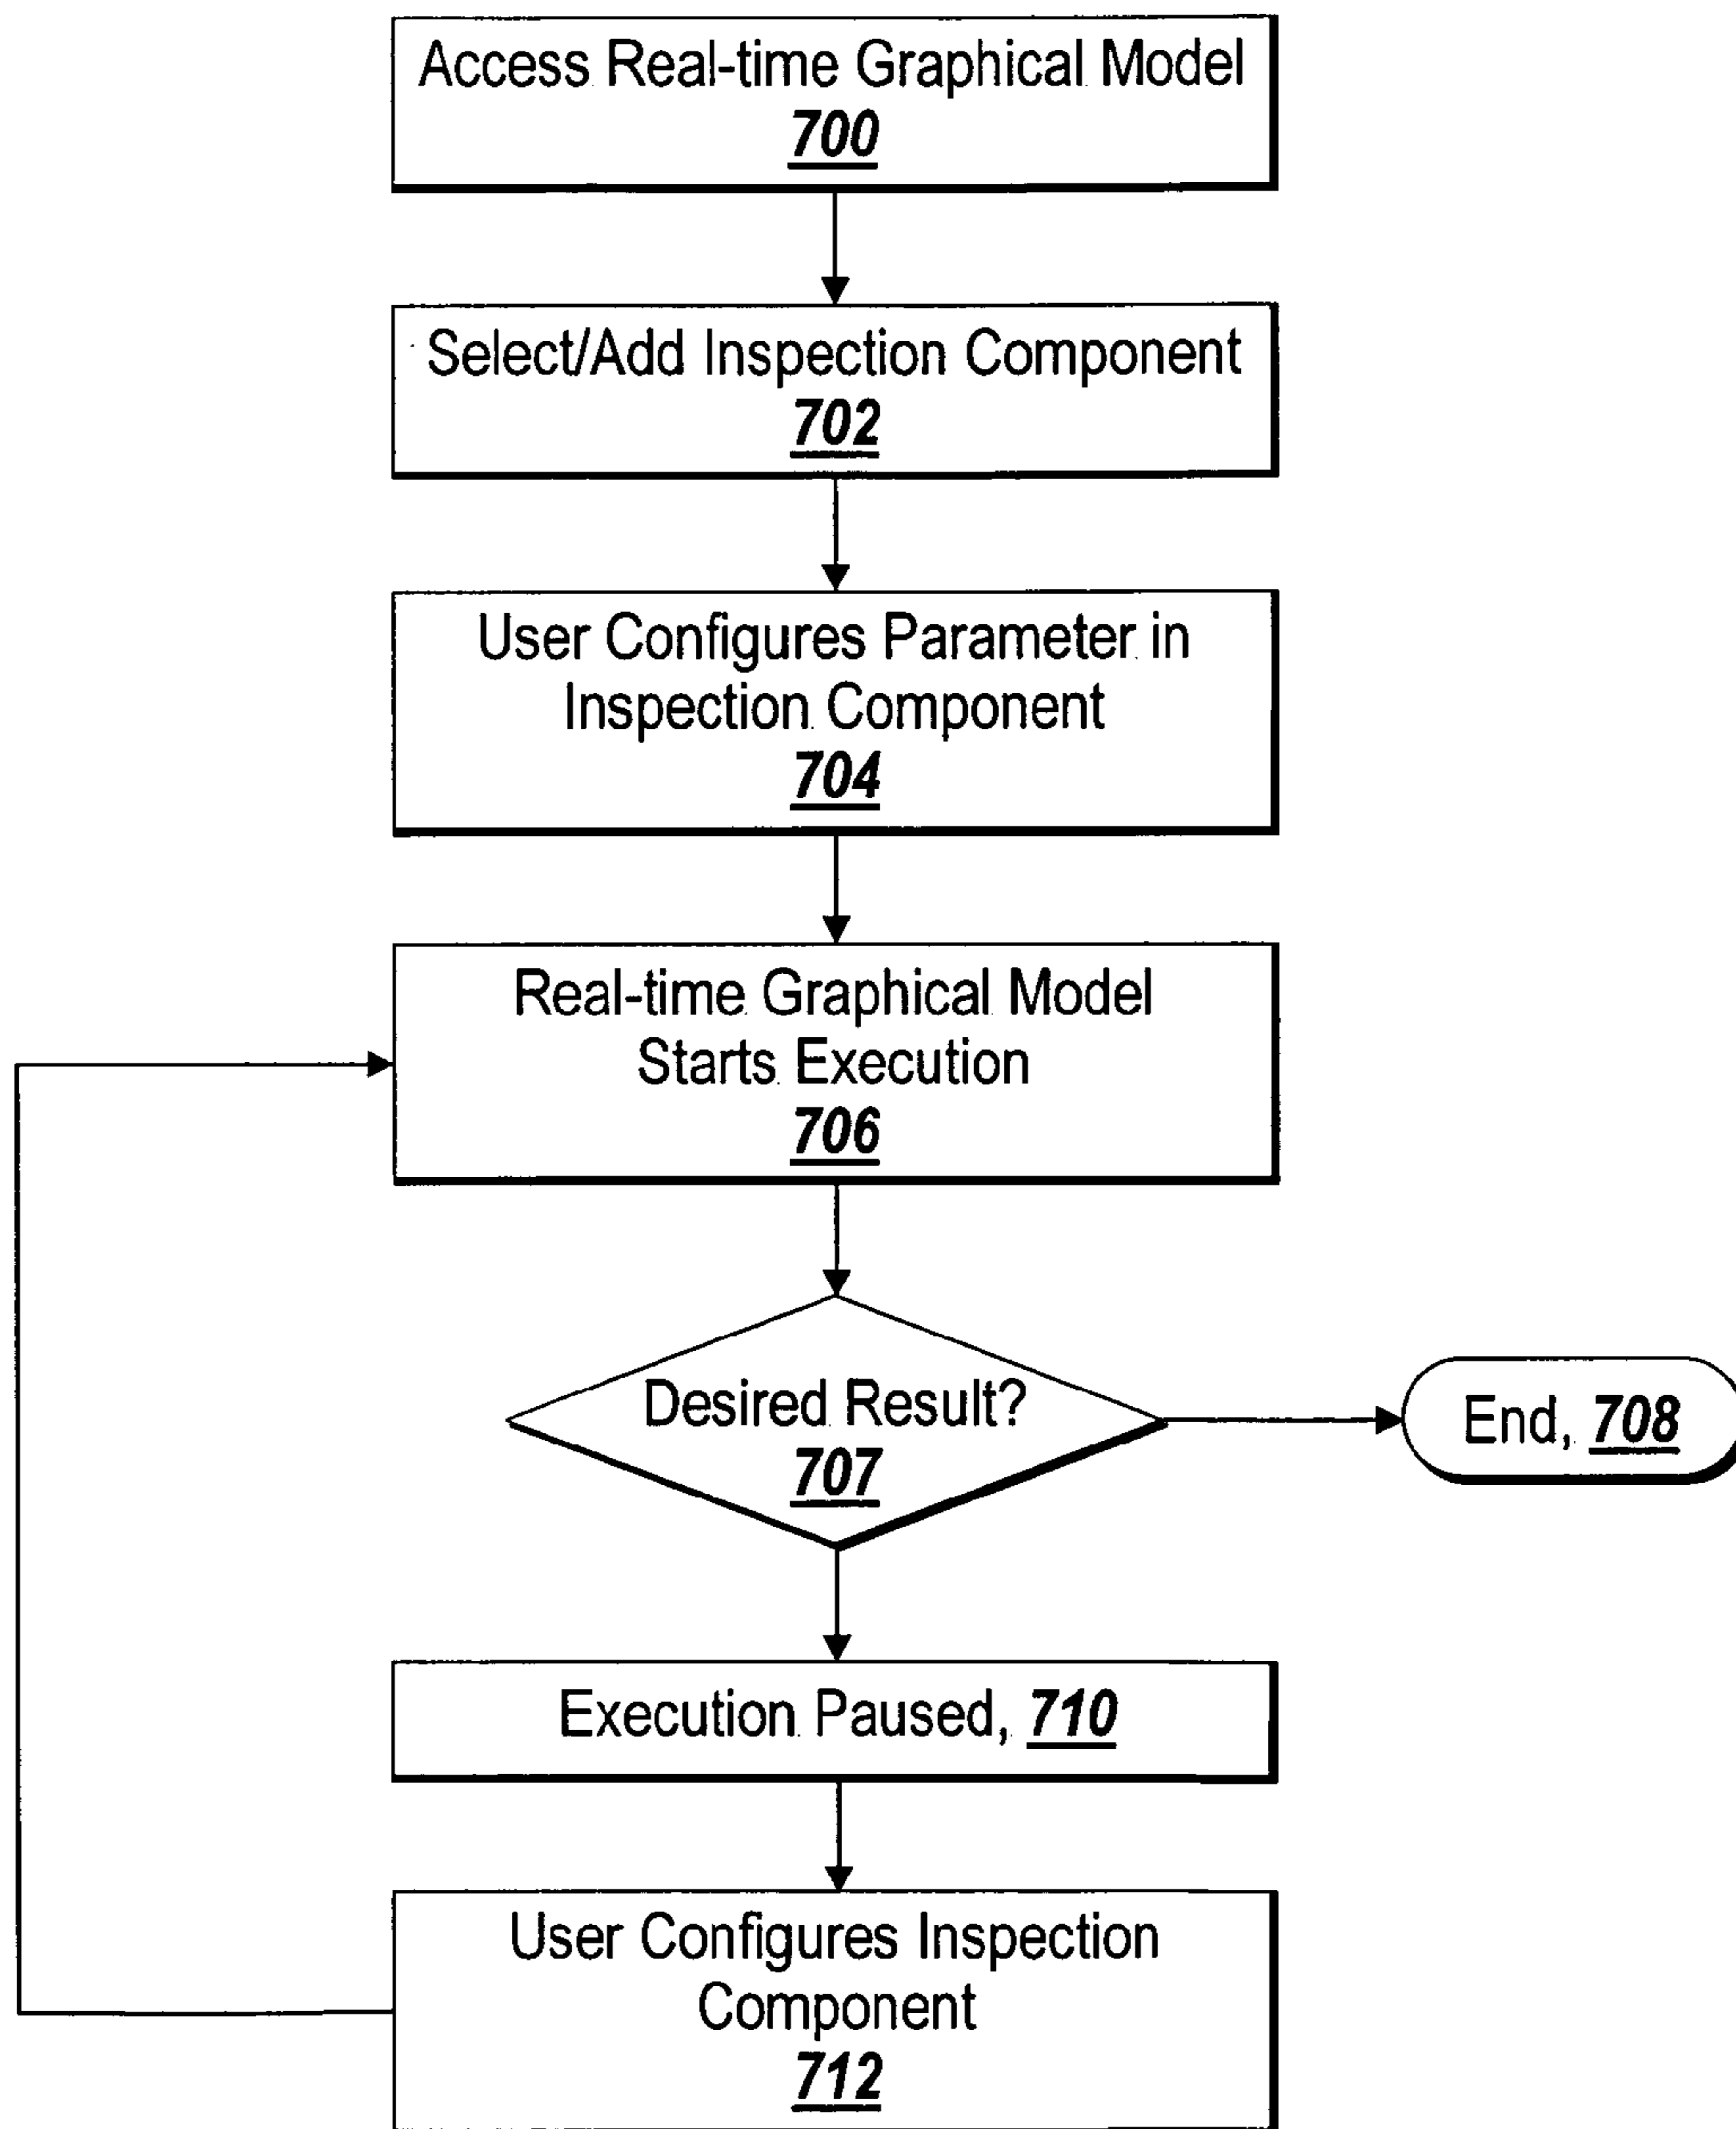 Access Real-time Graphical Model
700
Select/Add Inspection Component
702
User Configures Parameter in
Inspection Component
704
Real-time Graphical Model
Starts Execution
706
Desired Result?
707
End, 708
Execution Paused, 710
User Configures Inspection
Component
712